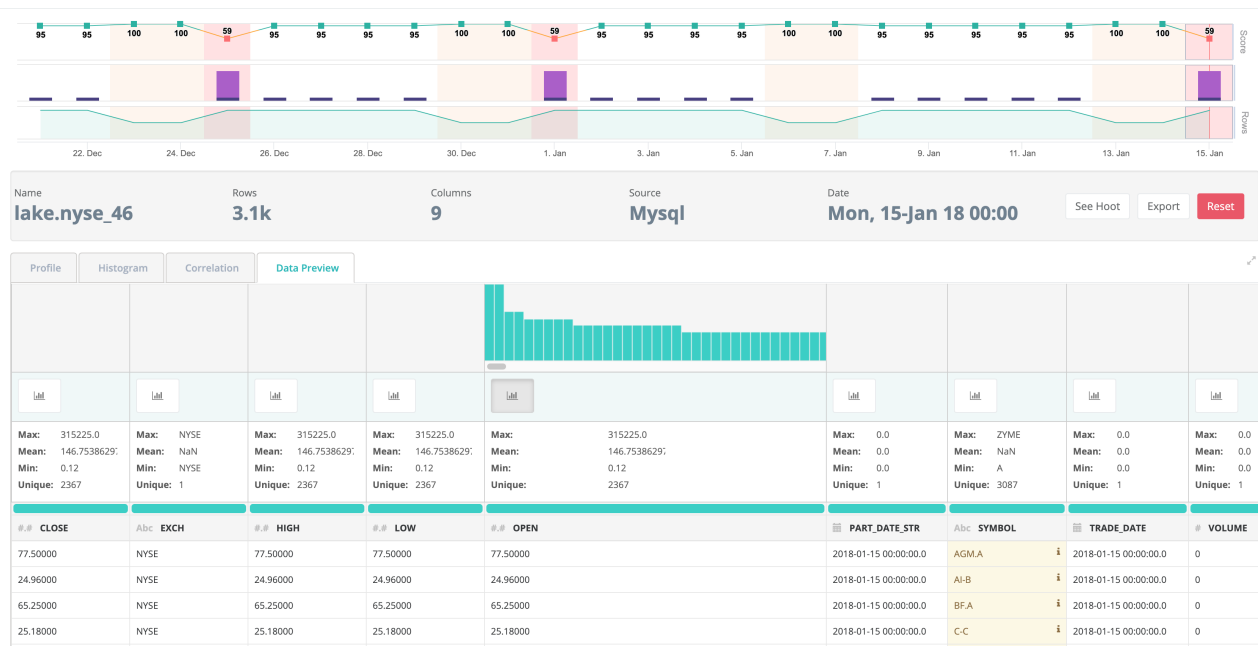 95 95 100 100 59 95 95 95 95 100 100 59 95 95 95 95 100 100 95 95 95 95 95 100 100 59
Score
Rows
22. Dec 24. Dec 26. Dec 28. Dec 30. Dec 1. Jan 3. Jan 5. Jan 7. Jan 9. Jan 11. Jan 13. Jan 15. Jan
Name Rows Columns Source Date
lake.nyse_46 3.1k 9 Mysql Mon, 15-Jan 18 00:00 See Hoot Export Reset
Profile Histogram Correlation Data Preview
Max: 315225.0 Max: NYSE Max: 315225.0 Max: 315225.0 Max: 315225.0 Max: 0.0 Max: ZYME Max: 0.0 Max: 0.0
Mean: 146.7538629 Mean: NaN Mean: 146.7538629 Mean: 146.7538629 Mean: 146.7538629 Mean: 0.0 Mean: NaN Mean: 0.0 Mean: 0.0
Min: 0.12 Min: NYSE Min: 0.12 Min: 0.12 Min: 0.12 Min: 0.0 Min: A Min: 0.0 Min: 0.0
Unique: 2367 Unique: 1 Unique: 2367 Unique: 2367 Unique: 2367 Unique: 1 Unique: 3087 Unique: 1 Unique: 1
#.# CLOSE Abc EXCH #.# HIGH #.# LOW #.# OPEN PART_DATE_STR Abc SYMBOL TRADE_DATE # VOLUME
77.50000 NYSE 77.50000 77.50000 77.50000 2018-01-15 00:00:00.0 AGM.A i 2018-01-15 00:00:00.0 0
24.96000 NYSE 24.96000 24.96000 24.96000 2018-01-15 00:00:00.0 AI-B i 2018-01-15 00:00:00.0 0
65.25000 NYSE 65.25000 65.25000 65.25000 2018-01-15 00:00:00.0 BF.A i 2018-01-15 00:00:00.0 0
25.18000 NYSE 25.18000 25.18000 25.18000 2018-01-15 00:00:00.0 C-C i 2018-01-15 00:00:00.0 0